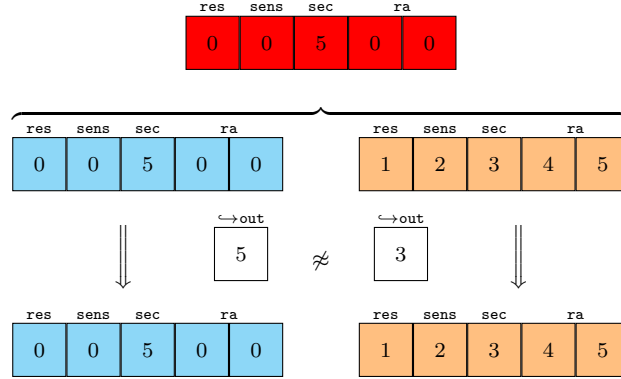 res sens sec ra
0 0 5 0 0
res sens sec ra res sens sec ra
0 0 5 0 0 1 2 3 4 5
↪out ↪out
5 ≉ 3
res sens sec ra res sens sec ra
0 0 5 0 0 1 2 3 4 5